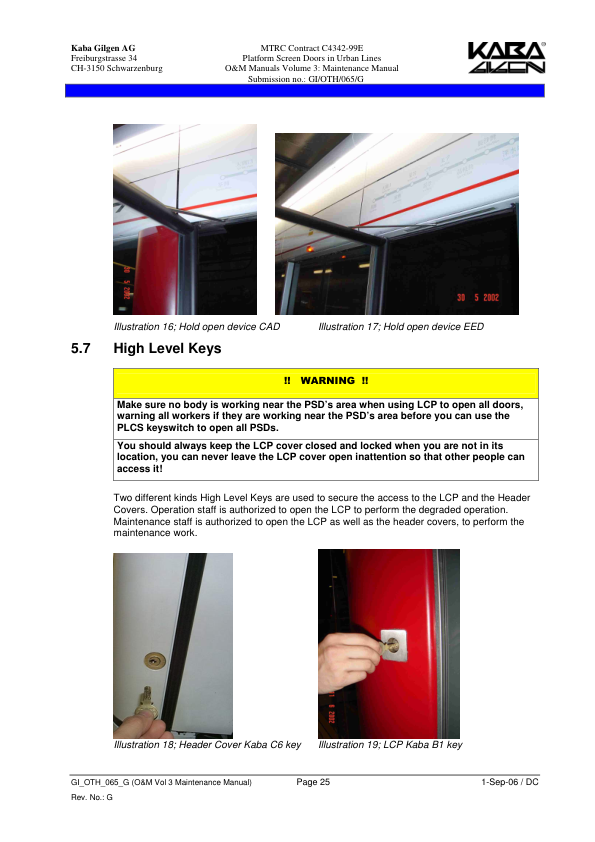 Kaba Gilgen AG
Freiburgstrasse 34
CH-3150 Schwarzenburg
MTRC Contract C4342-99E
Platform Screen Doors in Urban Lines
O&M Manuals Volume 3: Maintenance Manual
Submission no.: GI/OTH/065/G
KABA®
GILGEN
30 5 2002
Illustration 16; Hold open device CAD
Illustration 17; Hold open device EED
5.7 High Level Keys
!! WARNING !!
Make sure no body is working near the PSD's area when using LCP to open all doors,
warning all workers if they are working near the PSD's area before you can use the
PLCS keyswitch to open all PSDs.
You should always keep the LCP cover closed and locked when you are not in its
location, you can never leave the LCP cover open inattention so that other people can
access it!
Two different kinds High Level Keys are used to secure the access to the LCP and the Header
Covers. Operation staff is authorized to open the LCP to perform the degraded operation.
Maintenance staff is authorized to open the LCP as well as the header covers, to perform the
maintenance work.
Illustration 18; Header Cover Kaba C6 key
Illustration 19; LCP Kaba B1 key
GI_OTH_065_G (O&M Vol 3 Maintenance Manual)
Page 25
1-Sep-06 / DC
Rev. No.: G